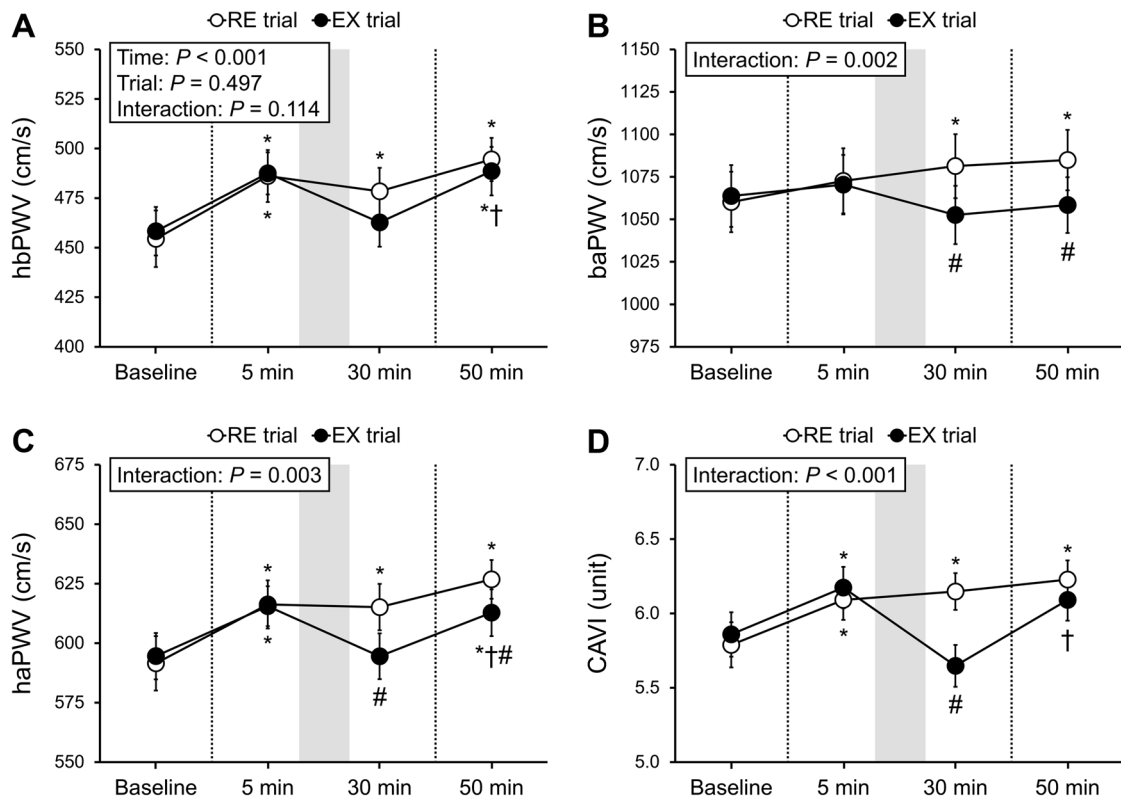 A
RE trial EX trial
Time: P < 0.001
Trial: P = 0.497
Interaction: P = 0.114
hbPWV (cm/s)
550
525
500
475
450
425
400
* * *
* *†
Baseline 5 min 30 min 50 min
B
RE trial EX trial
Interaction: P = 0.002
baPWV (cm/s)
1150
1125
1100
1075
1050
1025
1000
975
* *
# #
Baseline 5 min 30 min 50 min
C
RE trial EX trial
Interaction: P = 0.003
haPWV (cm/s)
675
650
625
600
575
550
* * *
* # *†#
Baseline 5 min 30 min 50 min
D
RE trial EX trial
Interaction: P < 0.001
CAVI (unit)
7.0
6.5
6.0
5.5
5.0
* * *
* # †
Baseline 5 min 30 min 50 min